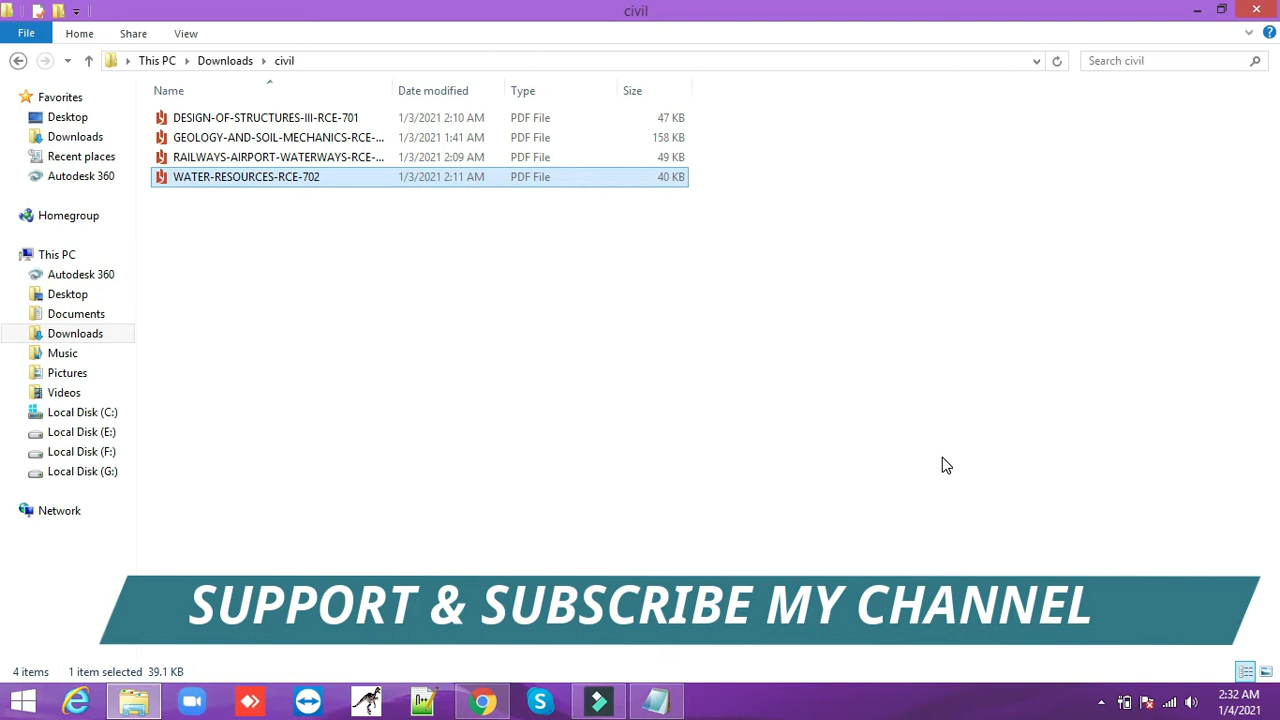 civil
File Home Share View
This PC Downloads civil
Search civil
Name Date modified Type Size
Favorites
Desktop
Downloads
Recent places
Autodesk 360
Homegroup
This PC
Autodesk 360
Desktop
Documents
Downloads
Music
Pictures
Videos
Local Disk (C:)
Local Disk (E:)
Local Disk (F:)
Local Disk (G:)
Network
DESIGN-OF-STRUCTURES-III-RCE-701 1/3/2021 2:10 AM PDF File 47 KB
GEOLOGY-AND-SOIL-MECHANICS-RCE-... 1/3/2021 1:41 AM PDF File 158 KB
RAILWAYS-AIRPORT-WATERWAYS-RCE-... 1/3/2021 2:09 AM PDF File 49 KB
WATER-RESOURCES-RCE-702 1/3/2021 2:11 AM PDF File 40 KB
SUPPORT & SUBSCRIBE MY CHANNEL
4 items 1 item selected 39.1 KB
2:32 AM
1/4/2021